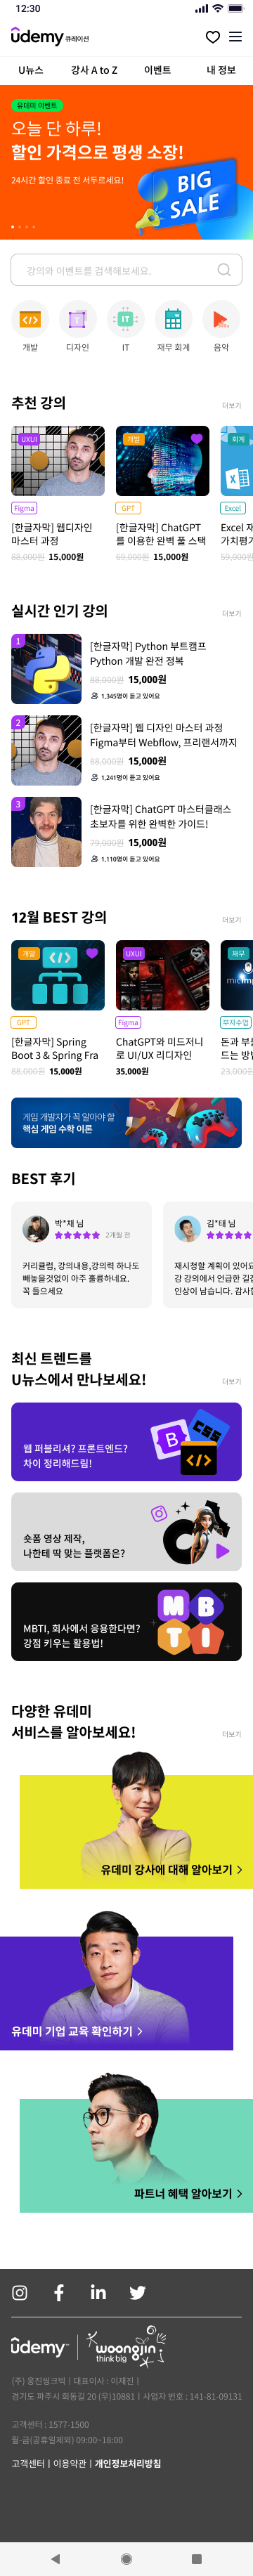 12:30
ûdemy 큐레이션
U뉴스 강사 A to Z 이벤트 내 정보
유데미 이벤트
오늘 단 하루!
할인 가격으로 평생 소장!
24시간 할인 종료 전 서두르세요!
BIG
SALE
강의와 이벤트를 검색해보세요.
IT
개발 디자인 IT 재무 회계 음악
추천 강의
더보기
UXUI 개발 회계
Figma GPT Excel
[한글자막] 웹디자인
마스터 과정
88,000원 15,000원
[한글자막] ChatGPT
를 이용한 완벽 풀 스택
69,000원 15,000원
Excel 재
가치평기
59,000원
실시간 인기 강의
더보기
1
[한글자막] Python 부트캠프
Python 개발 완전 정복
88,000원 15,000원
1,345명이 듣고 있어요
2
[한글자막] 웹 디자인 마스터 과정
Figma부터 Webflow, 프리랜서까지
88,000원 15,000원
1,241명이 듣고 있어요
3
[한글자막] ChatGPT 마스터클래스
초보자를 위한 완벽한 가이드!
79,000원 15,000원
1,110명이 듣고 있어요
12월 BEST 강의
더보기
개발 UXUI 재무
GPT Figma 부자수업
[한글자막] Spring
Boot 3 & Spring Fra
88,000원 15,000원
ChatGPT와 미드저니
로 UI/UX 리디자인
35,000원
돈과 부를
드는 방법
23,000원
게임 개발자가 꼭 알아야 할
핵심 게임 수학 이론
BEST 후기
박*채 님
2개월 전
커리큘럼, 강의내용,강의력 하나도
빼놓을것없이 아주 훌륭하네요.
꼭 들으세요
김*태 님
재시청할 계획이 있어요
강 강의에서 언급한 길잡
인상이 남습니다. 감사합
최신 트렌드를
U뉴스에서 만나보세요!
더보기
웹 퍼블리셔? 프론트엔드?
차이 정리해드림!
B
CSS
숏폼 영상 제작,
나한테 딱 맞는 플랫폼은?
MBTI, 회사에서 응용한다면?
강점 키우는 활용법!
M B
T I
다양한 유데미
서비스를 알아보세요!
더보기
유데미 강사에 대해 알아보기 >
유데미 기업 교육 확인하기 >
파트너 혜택 알아보기 >
ûdemy woongjin
think big
(주) 웅진씽크빅 | 대표이사 : 이재진 |
경기도 파주시 회동길 20 (우)10881 | 사업자 번호 : 141-81-09131
고객센터 : 1577-1500
월-금(공휴일제외) 09:00~18:00
고객센터 | 이용약관 | 개인정보처리방침